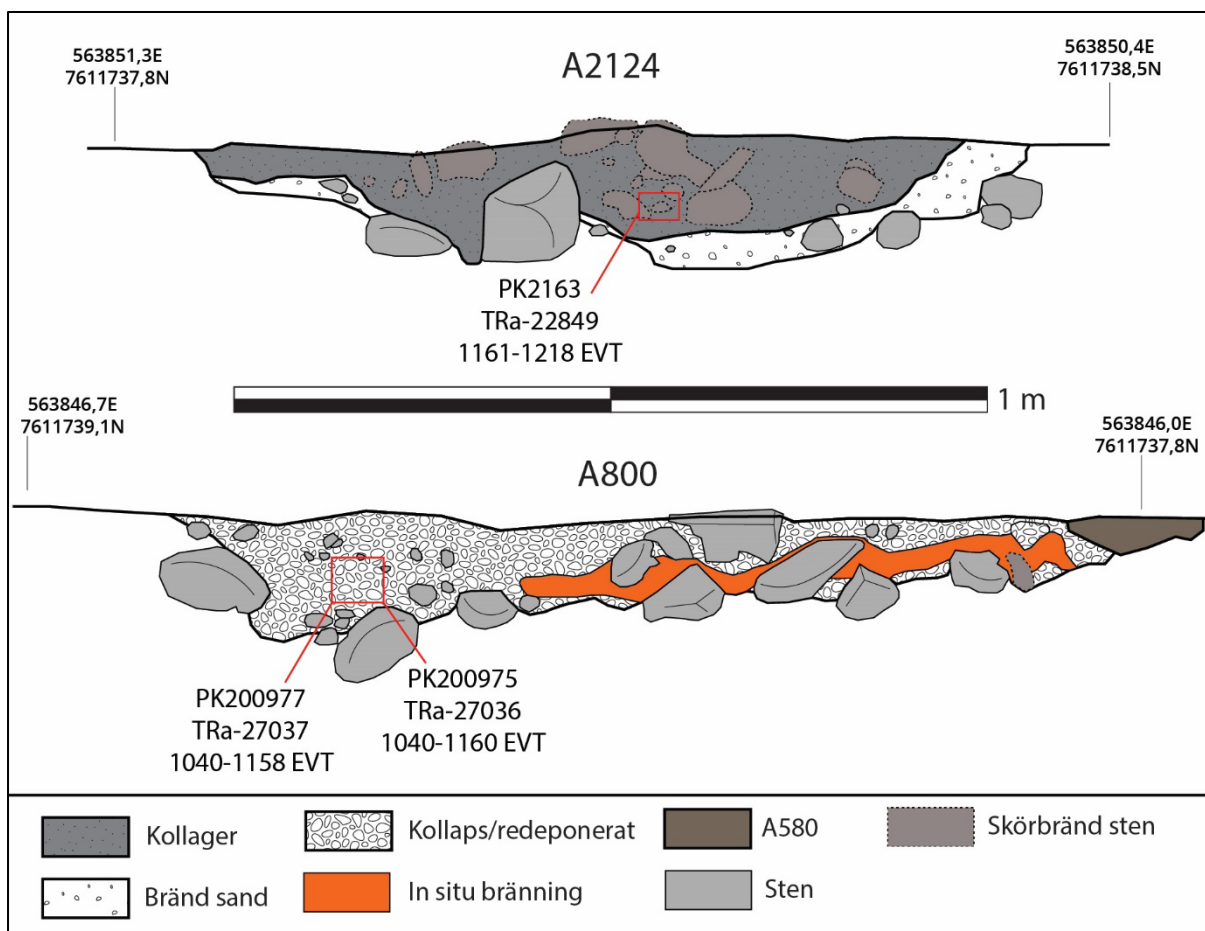 563851,3E
7611737,8N
A2124
563850,4E
7611738,5N
PK2163
TRa-22849
1161-1218 EVT
1 m
563846,7E
7611739,1N
A800
563846,0E
7611737,8N
PK200977
TRa-27037
1040-1158 EVT
PK200975
TRa-27036
1040-1160 EVT
Kollager
Kollaps/redeponerat
A580
Skörbränd sten
Bränd sand
In situ bränning
Sten